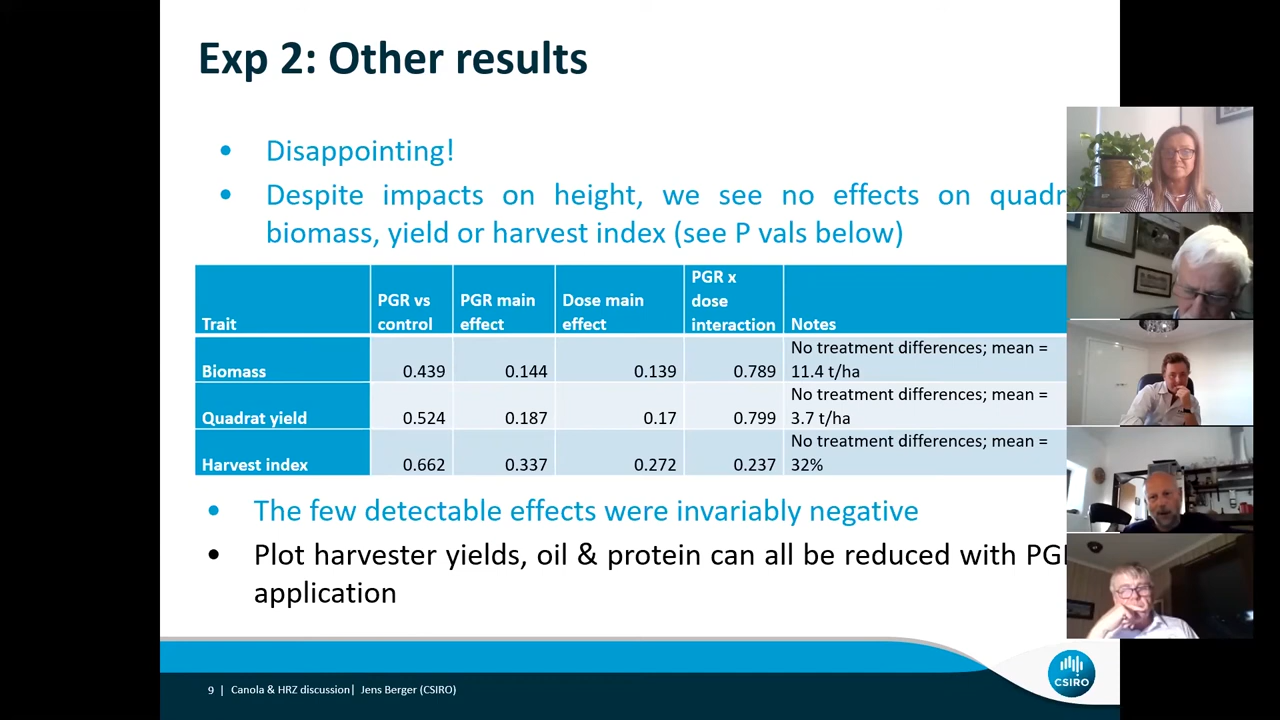 Exp 2: Other results
• Disappointing!
• Despite impacts on height, we see no effects on
biomass, yield or harvest index (see P vals below)
Trait | PGR vs control | PGR main effect | Dose main effect | PGR x dose interaction | Notes
Biomass | 0.439 | 0.144 | 0.139 | 0.789 | No treatment differences; mean = 11.4 t/ha
Quadrat yield | 0.524 | 0.187 | 0.17 | 0.799 | No treatment differences; mean = 3.7 t/ha
Harvest index | 0.662 | 0.337 | 0.272 | 0.237 | No treatment differences; mean = 32%
• The few detectable effects were invariably negative
• Plot harvester yields, oil & protein can all be reduced with
application
9 | Canola & HRZ discussion| Jens Berger (CSIRO)
CSIRO